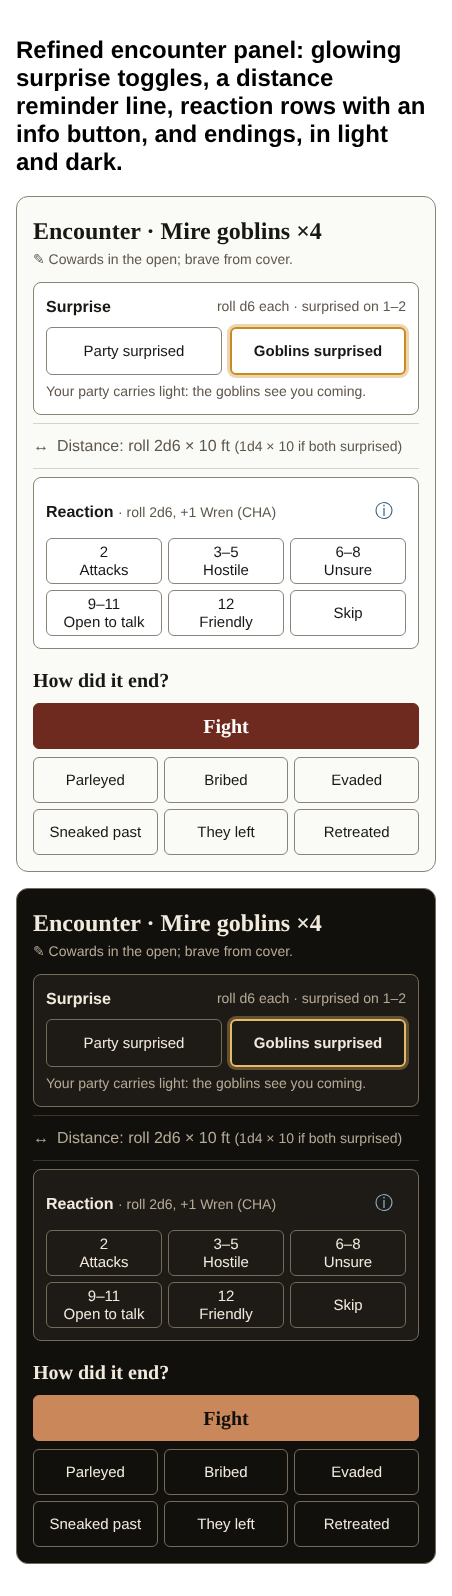 Refined encounter panel: glowing
surprise toggles, a distance
reminder line, reaction rows with an
info button, and endings, in light
and dark.
Encounter · Mire goblins ×4
✎ Cowards in the open; brave from cover.
Surprise roll d6 each · surprised on 1–2
Party surprised Goblins surprised
Your party carries light: the goblins see you coming.
↔ Distance: roll 2d6 × 10 ft (1d4 × 10 if both surprised)
Reaction · roll 2d6, +1 Wren (CHA) ⓘ
2 3–5 6–8
Attacks Hostile Unsure
9–11 12 Skip
Open to talk Friendly
How did it end?
Fight
Parleyed Bribed Evaded
Sneaked past They left Retreated
Encounter · Mire goblins ×4
✎ Cowards in the open; brave from cover.
Surprise roll d6 each · surprised on 1–2
Party surprised Goblins surprised
Your party carries light: the goblins see you coming.
↔ Distance: roll 2d6 × 10 ft (1d4 × 10 if both surprised)
Reaction · roll 2d6, +1 Wren (CHA) ⓘ
2 3–5 6–8
Attacks Hostile Unsure
9–11 12 Skip
Open to talk Friendly
How did it end?
Fight
Parleyed Bribed Evaded
Sneaked past They left Retreated